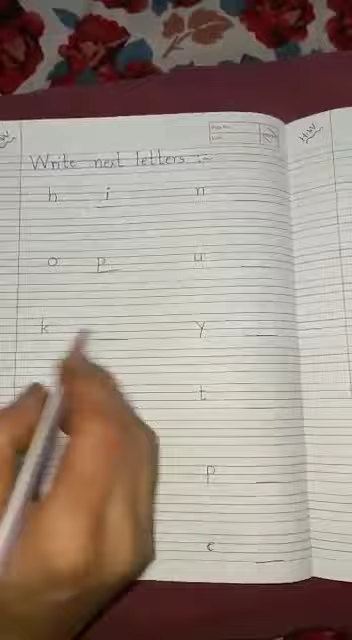 Write next letters :-
h i n
o p u
k y
t
p
c